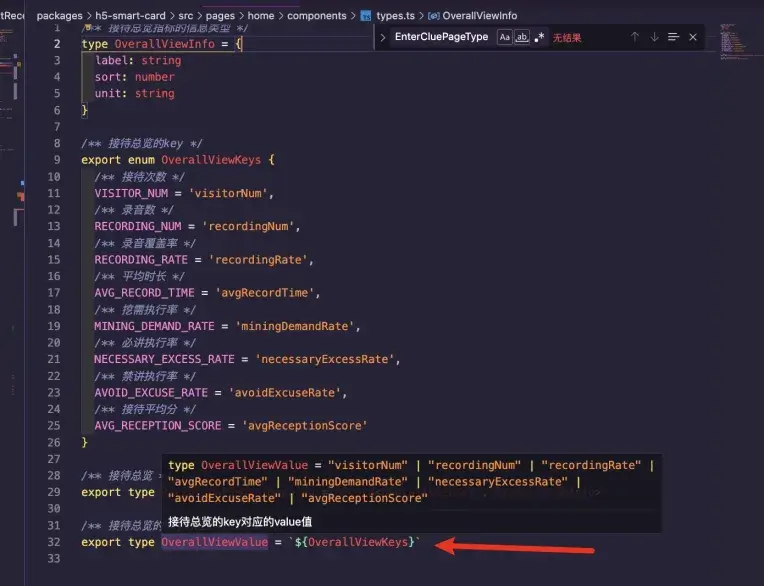 packages > h5-smart-card > src > pages > home > components > types.ts > OverallViewInfo
EnterCluePageType Aa ab .* 无结果
1 /** 接待总览指标的信息类型 */
2 type OverallViewInfo = {
3 label: string
4 sort: number
5 unit: string
6 }
7
8 /** 接待总览的key */
9 export enum OverallViewKeys {
10 /** 接待次数 */
11 VISITOR_NUM = 'visitorNum',
12 /** 录音数 */
13 RECORDING_NUM = 'recordingNum',
14 /** 录音覆盖率 */
15 RECORDING_RATE = 'recordingRate',
16 /** 平均时长 */
17 AVG_RECORD_TIME = 'avgRecordTime',
18 /** 挖需执行率 */
19 MINING_DEMAND_RATE = 'miningDemandRate',
20 /** 必讲执行率 */
21 NECESSARY_EXCESS_RATE = 'necessaryExcessRate',
22 /** 禁讲执行率 */
23 AVOID_EXCUSE_RATE = 'avoidExcuseRate',
24 /** 接待平均分 */
25 AVG_RECEPTION_SCORE = 'avgReceptionScore'
26 }
27
type OverallViewValue = "visitorNum" | "recordingNum" | "recordingRate" |
"avgRecordTime" | "miningDemandRate" | "necessaryExcessRate" |
"avoidExcuseRate" | "avgReceptionScore"
接待总览的key对应的value值
28 /** 接待总览
29 export type
30
31 /** 接待总览的
32 export type OverallViewValue = `${OverallViewKeys}`
33